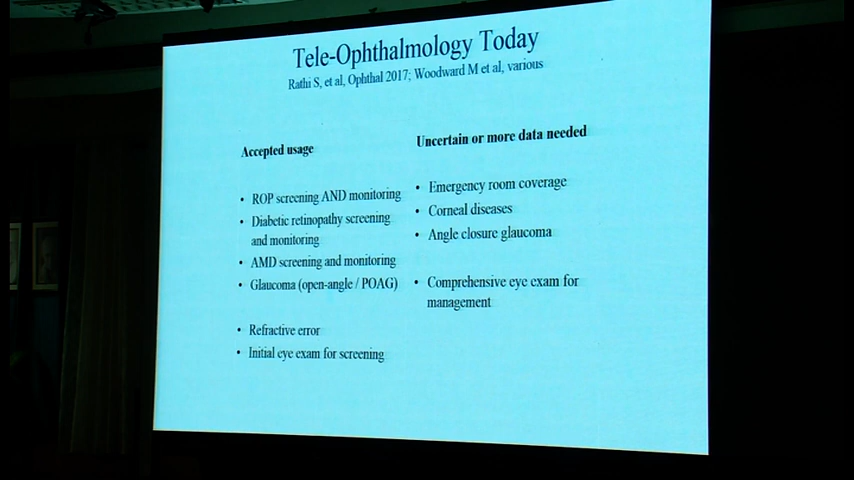 Tele-Ophthalmology Today
Rathi S, et al, Ophthal 2017; Woodward M et al, various
Accepted usage
• ROP screening AND monitoring
• Diabetic retinopathy screening
and monitoring
• AMD screening and monitoring
• Glaucoma (open-angle / POAG)
• Refractive error
• Initial eye exam for screening
Uncertain or more data needed
• Emergency room coverage
• Corneal diseases
• Angle closure glaucoma
• Comprehensive eye exam for
management